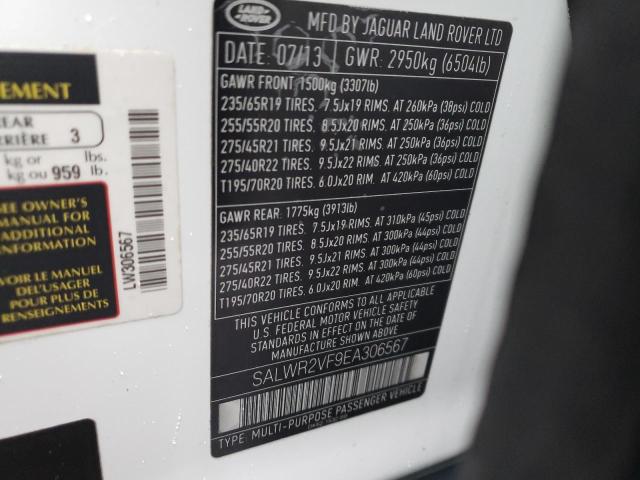 LAND-
ROVER
MFD BY JAGUAR LAND ROVER LTD
DATE: 07/13 GWR: 2950kg (6504lb)
GAWR FRONT: 1500kg (3307lb)
235/65R19 TIRES. 7.5Jx19 RIMS. AT 260kPa (38psi) COLD
255/55R20 TIRES. 8.5Jx20 RIMS. AT 250kPa (36psi) COLD
275/45R21 TIRES. 9.5Jx21 RIMS. AT 250kPa (36psi) COLD
275/40R22 TIRES. 9.5Jx22 RIMS. AT 250kPa (36psi) COLD
T195/70R20 TIRES. 6.0Jx20 RIM. AT 420kPa (60psi) COLD
GAWR REAR: 1775kg (3913lb)
235/65R19 TIRES. 7.5Jx19 RIMS. AT 310kPa (45psi) COLD
255/55R20 TIRES. 8.5Jx20 RIMS. AT 300kPa (44psi) COLD
275/45R21 TIRES. 9.5Jx21 RIMS. AT 300kPa (44psi) COLD
275/40R22 TIRES. 9.5Jx22 RIMS. AT 300kPa (44psi) COLD
T195/70R20 TIRES. 6.0Jx20 RIM. AT 420kPa (60psi) COLD
THIS VEHICLE CONFORMS TO ALL APPLICABLE
U.S. FEDERAL MOTOR VEHICLE SAFETY
STANDARDS IN EFFECT ON THE DATE OF
MANUFACTURE SHOWN ABOVE
SALWR2VF9EA306567
TYPE: MULTI-PURPOSE PASSENGER VEHICLE
EMENT
REAR
RRIÈRE 3
kg or lbs.
kg ou 959 lb.
SEE OWNER'S
MANUAL FOR
ADDITIONAL
INFORMATION
VOIR LE MANUEL
DEL'USAGER
POUR PLUS DE
RENSEIGNEMENTS
LW306567